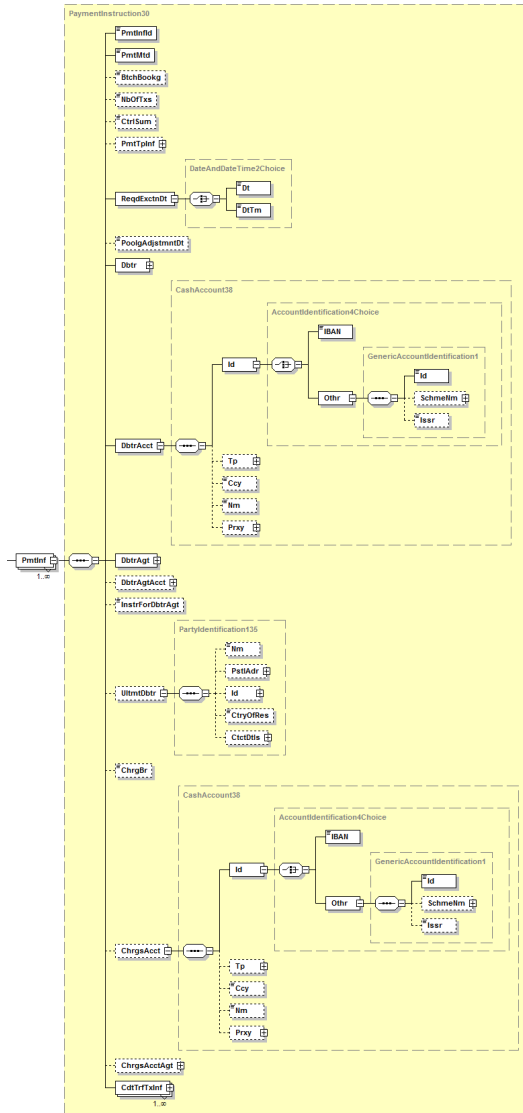 PaymentInstruction30
PmtInfId
PmtMtd
BtchBookg
NbOfTxs
CtrlSum
PmtTpInf
DateAndDateTime2Choice
Dt
ReqdExctnDt
DtTm
PoolgAdjstmntDt
Dbtr
CashAccount38
AccountIdentification4Choice
IBAN
GenericAccountIdentification1
Id
Id
Othr
SchmeNm
Issr
DbtrAcct
Tp
Ccy
Nm
Prxy
PmtInf
1..∞
DbtrAgt
DbtrAgtAcct
InstrForDbtrAgt
PartyIdentification135
Nm
PstlAdr
UltmtDbtr
Id
CtryOfRes
CtctDtls
ChrgBr
CashAccount38
AccountIdentification4Choice
IBAN
GenericAccountIdentification1
Id
Id
Othr
SchmeNm
Issr
ChrgsAcct
Tp
Ccy
Nm
Prxy
ChrgsAcctAgt
CdtTrfTxInf
1..∞